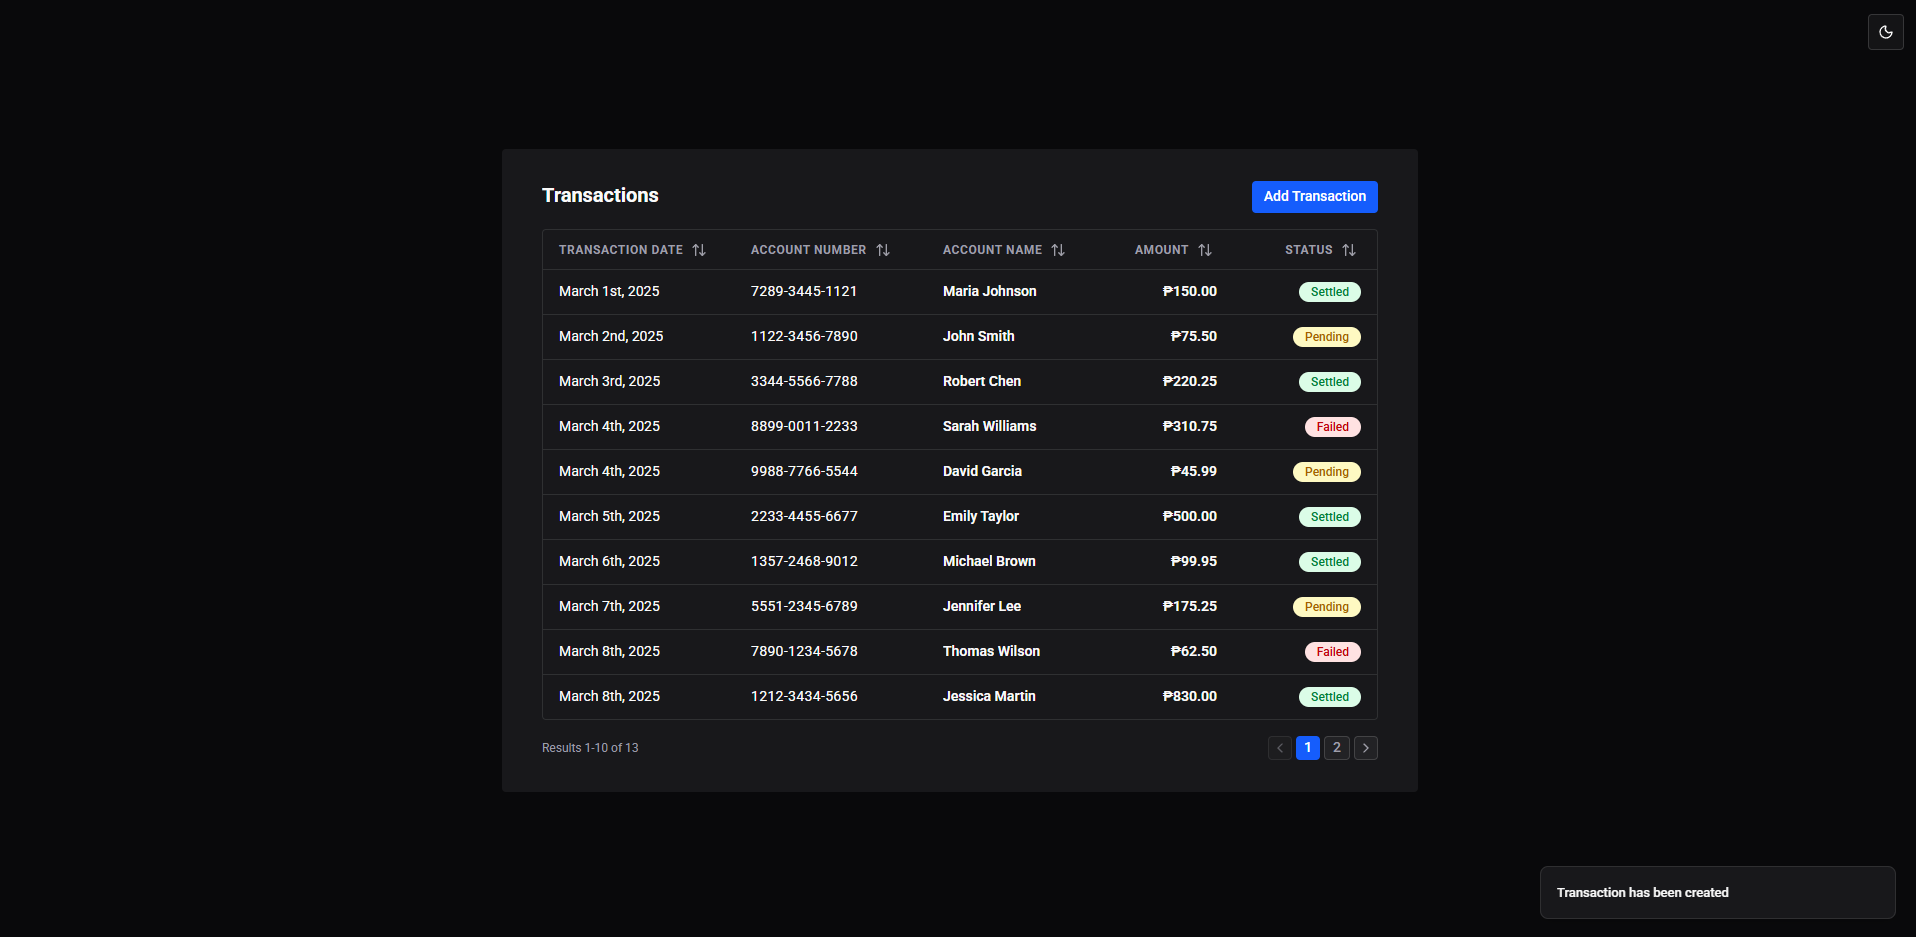 Transactions
Add Transaction
TRANSACTION DATE ACCOUNT NUMBER ACCOUNT NAME AMOUNT STATUS
March 1st, 2025 7289-3445-1121 Maria Johnson ₱150.00 Settled
March 2nd, 2025 1122-3456-7890 John Smith ₱75.50 Pending
March 3rd, 2025 3344-5566-7788 Robert Chen ₱220.25 Settled
March 4th, 2025 8899-0011-2233 Sarah Williams ₱310.75 Failed
March 4th, 2025 9988-7766-5544 David Garcia ₱45.99 Pending
March 5th, 2025 2233-4455-6677 Emily Taylor ₱500.00 Settled
March 6th, 2025 1357-2468-9012 Michael Brown ₱99.95 Settled
March 7th, 2025 5551-2345-6789 Jennifer Lee ₱175.25 Pending
March 8th, 2025 7890-1234-5678 Thomas Wilson ₱62.50 Failed
March 8th, 2025 1212-3434-5656 Jessica Martin ₱830.00 Settled
Results 1-10 of 13
1 2
Transaction has been created